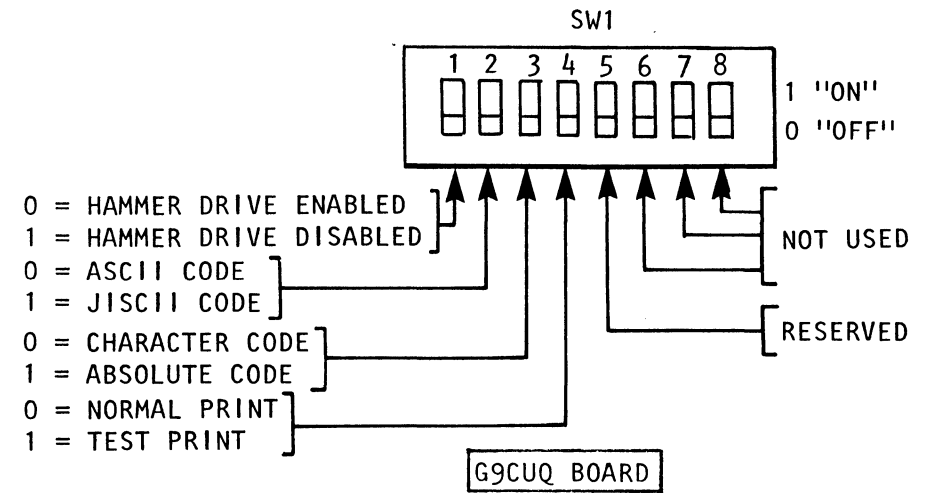 SW1
1 2 3 4 5 6 7 8
1 "ON"
0 "OFF"
0 = HAMMER DRIVE ENABLED
1 = HAMMER DRIVE DISABLED
NOT USED
0 = ASCII CODE
1 = JISCII CODE
RESERVED
0 = CHARACTER CODE
1 = ABSOLUTE CODE
0 = NORMAL PRINT
1 = TEST PRINT
G9CUQ BOARD